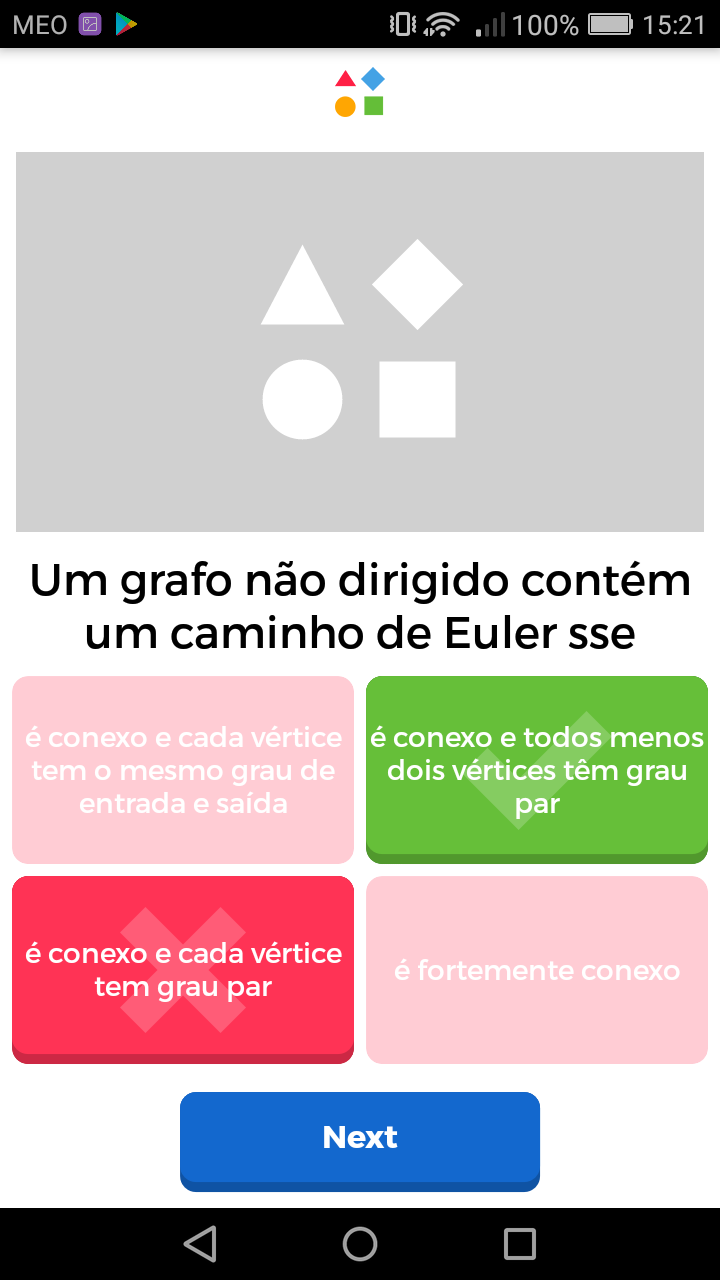 MEO 100% 15:21
Um grafo não dirigido contém
um caminho de Euler sse
é conexo e cada vértice
tem o mesmo grau de
entrada e saída
é conexo e todos menos
dois vértices têm grau
par
é conexo e cada vértice
tem grau par
é fortemente conexo
Next